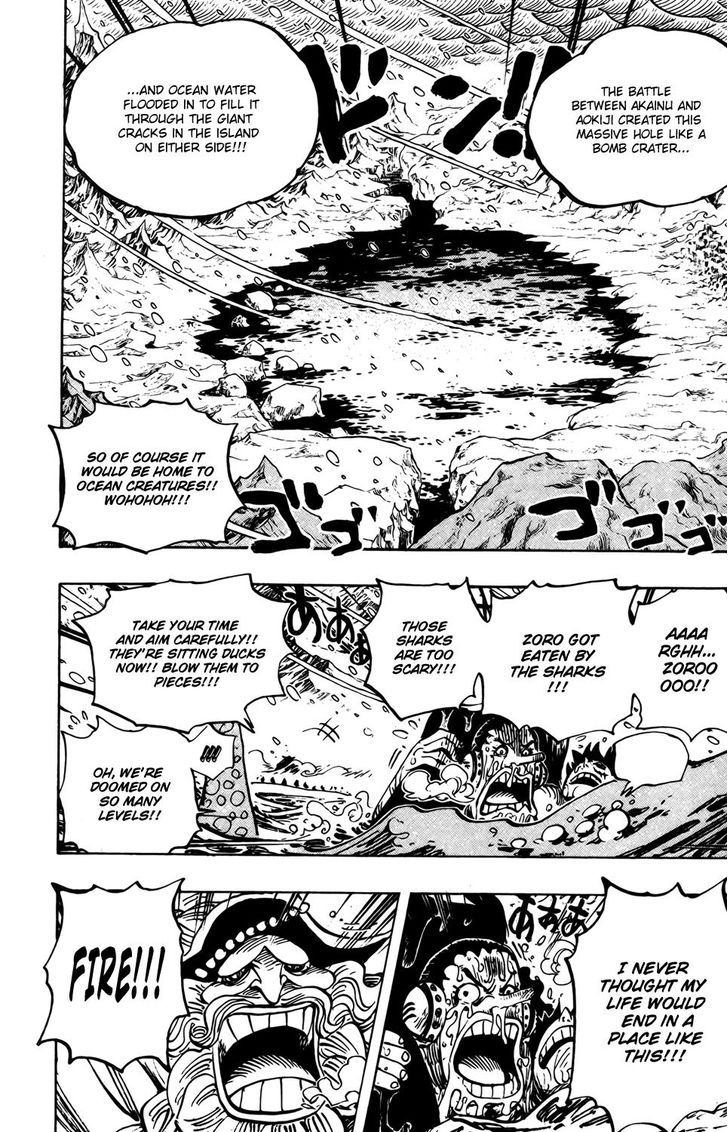 THE BATTLE
BETWEEN AKAINU AND
AOKIJI CREATED THIS
MASSIVE HOLE LIKE A
BOMB CRATER...
ドン!!
...AND OCEAN WATER
FLOODED IN TO FILL IT
THROUGH THE GIANT
CRACKS IN THE ISLAND
ON EITHER SIDE!!!
SO OF COURSE IT
WOULD BE HOME TO
OCEAN CREATURES!!
WOHOHOH!!!
ゴゴゴ
ゴゴ
AAAA
RGHH...
ZOROO
OOO!!
ZORO GOT
EATEN BY
THE SHARKS
!!!
THOSE
SHARKS
ARE TOO
SCARY!!!
ああぁ
TAKE YOUR TIME
AND AIM CAREFULLY!!
THEY'RE SITTING DUCKS
NOW!! BLOW THEM TO
PIECES!!!
!!!
OH, WE'RE
DOOMED ON
SO MANY
LEVELS!!
I NEVER
THOUGHT MY
LIFE WOULD
END IN A
PLACE LIKE
THIS!!!
あああ
FIRE!!!